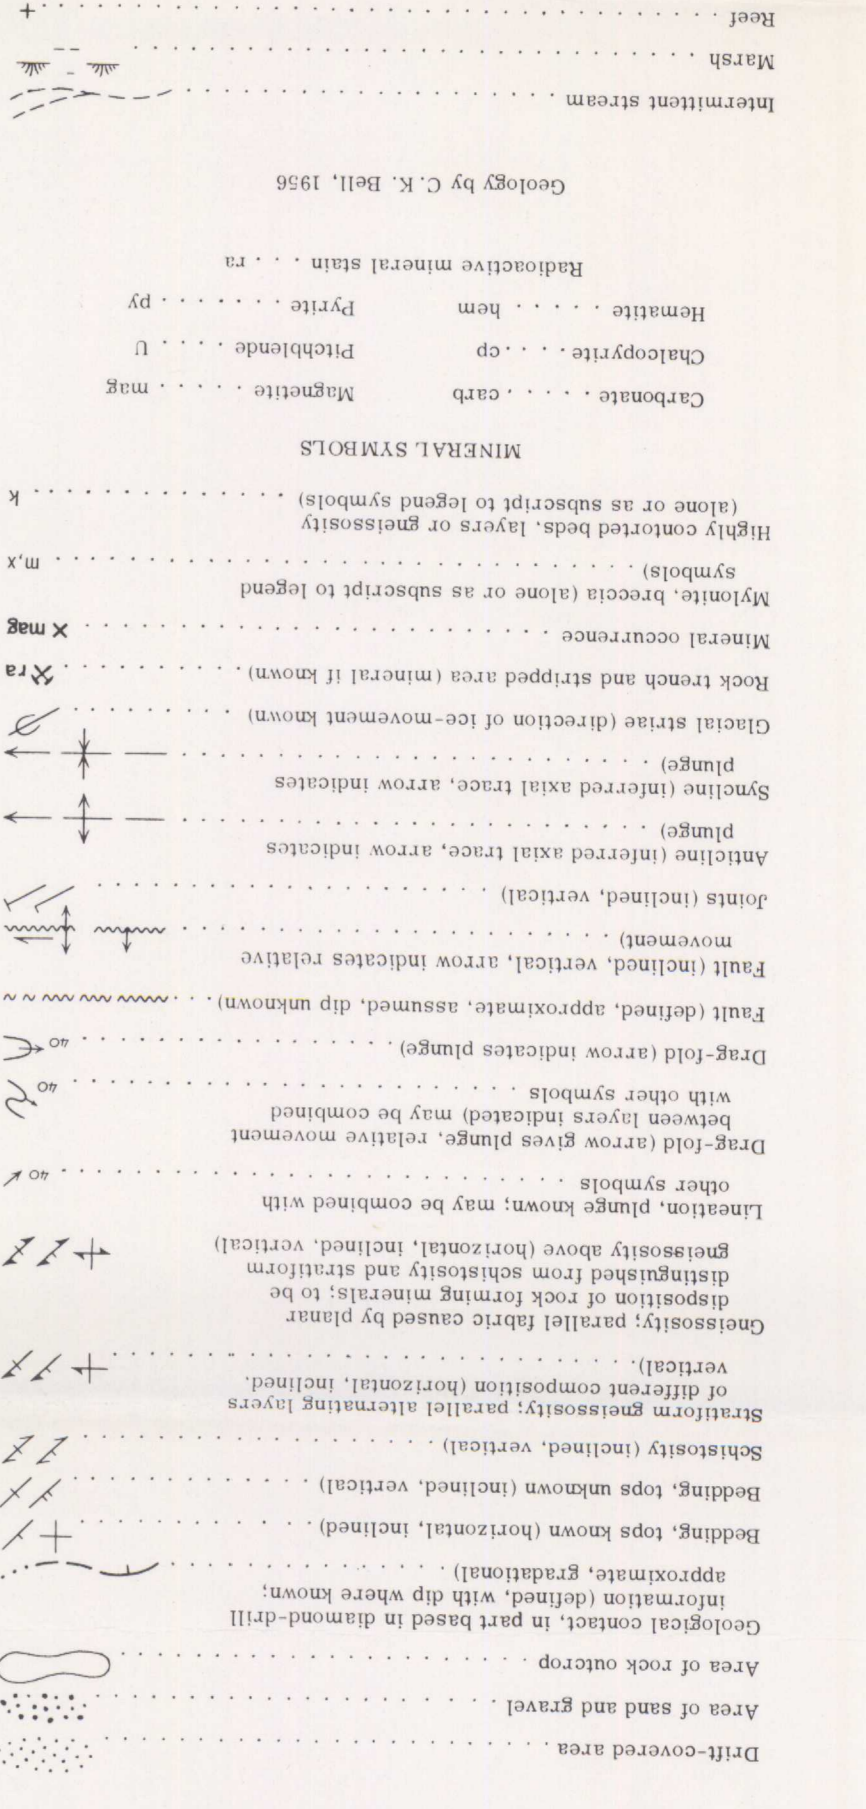 Drift-covered area
Area of sand and gravel
Area of rock outcrop
Geological contact, in part based in diamond-drill
information (defined, with dip where known;
approximate, gradational)
Bedding, tops known (horizontal, inclined)
Bedding, tops unknown (inclined, vertical)
Schistosity (inclined, vertical)
Stratiform gneissosity; parallel alternating layers
of different composition (horizontal, inclined.
vertical).
Gneissosity; parallel fabric caused by planar
disposition of rock forming minerals; to be
distinguished from schistosity and stratiform
gneissosity above (horizontal, inclined, vertical)
Lineation, plunge known; may be combined with
other symbols . . . 40
Drag-fold (arrow gives plunge, relative movement
between layers indicated) may be combined
with other symbols . . . 40
Drag-fold (arrow indicates plunge) . . . 40
Fault (defined, approximate, assumed, dip unknown) . . .
Fault (inclined, vertical, arrow indicates relative
movement)
Joints (inclined, vertical)
Anticline (inferred axial trace, arrow indicates
plunge)
Syncline (inferred axial trace, arrow indicates
plunge)
Glacial striae (direction of ice-movement known)
Rock trench and stripped area (mineral if known) . . . ra
Mineral occurrence . . . x mag
Mylonite, breccia (alone or as subscript to legend
symbols) . . . m,x
Highly contorted beds, layers or gneissosity
(alone or as subscript to legend symbols) . . . k
MINERAL SYMBOLS
Carbonate . . . . . carb Magnetite . . . . . mag
Chalcopyrite . . . . cp Pitchblende . . . . . U
Hematite . . . . . hem Pyrite . . . . . . . py
Radioactive mineral stain . . . ra
Geology by C. K. Bell, 1956
Intermittent stream
Marsh
Reef . . . +